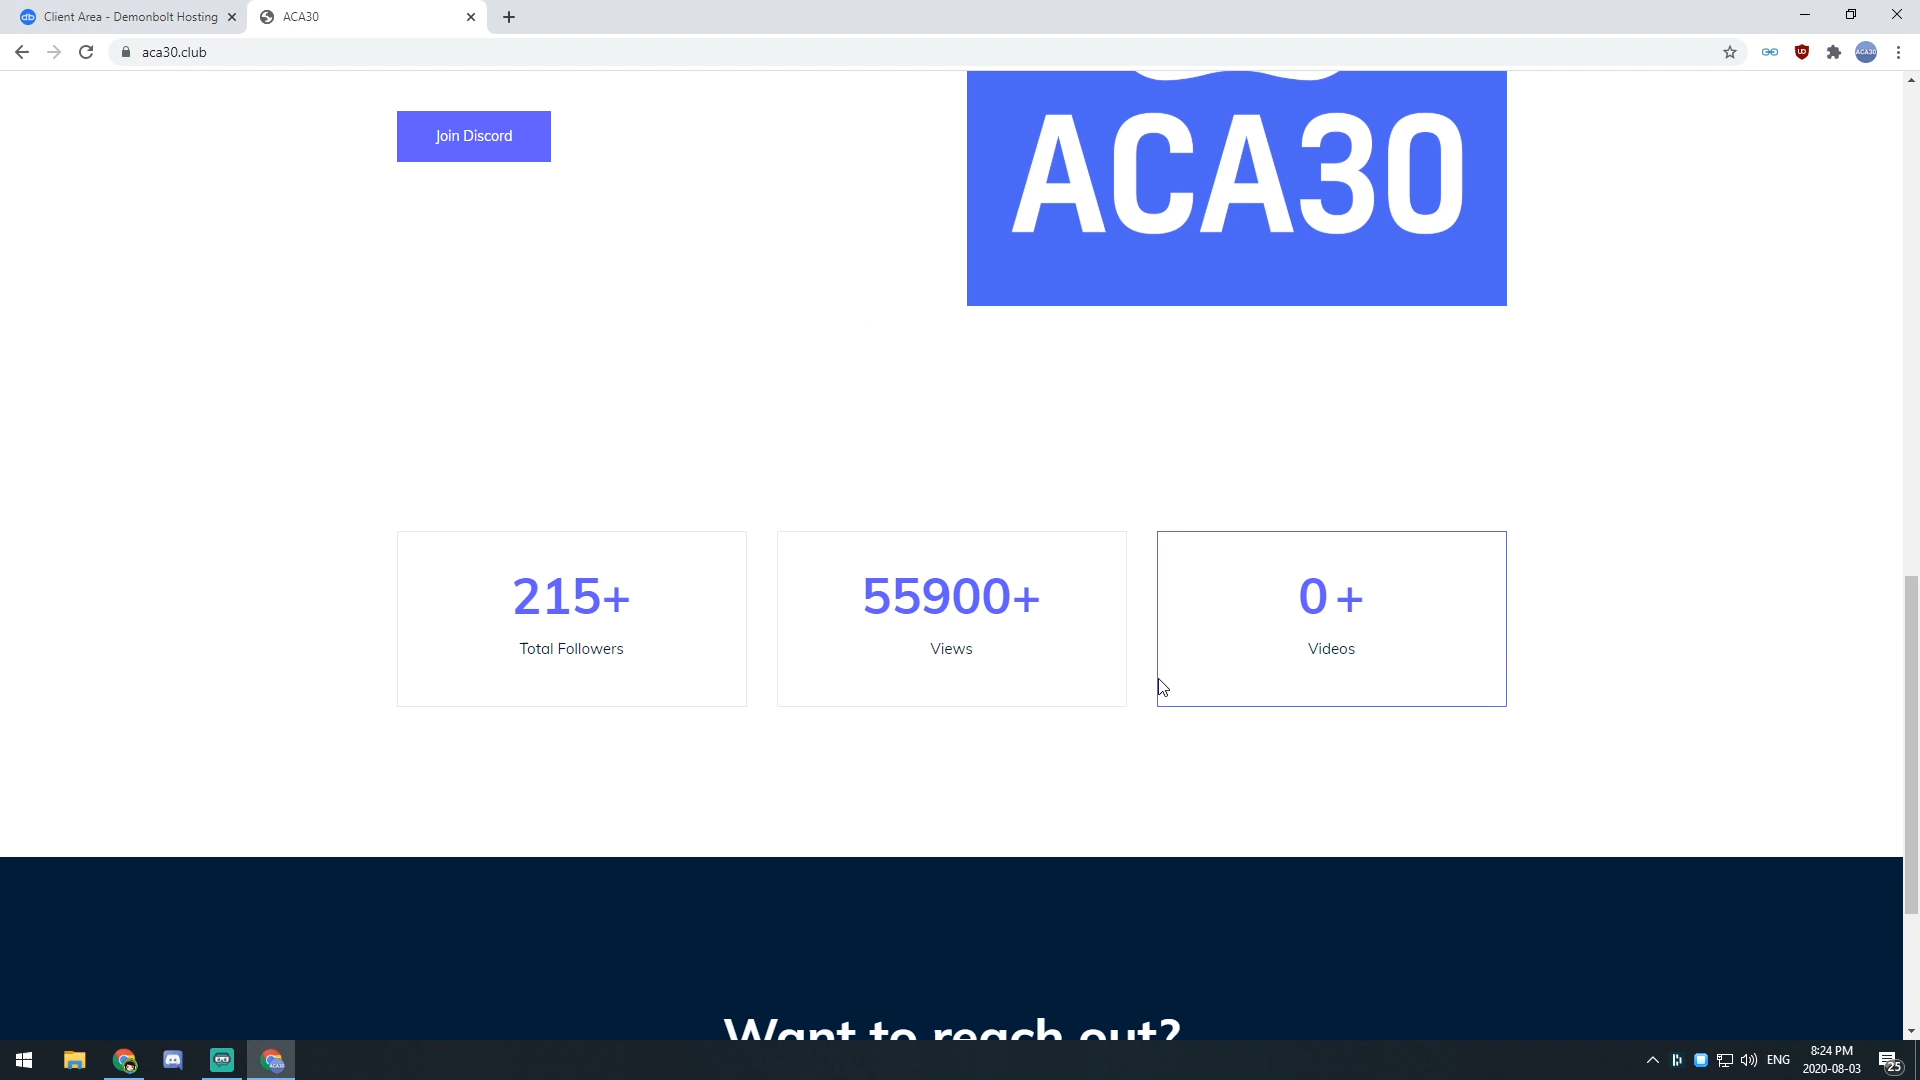 Client Area - Demonbolt Hosting
ACA30
aca30.club
ACA30
Join Discord
ACA30
215+
55900+
0 +
Total Followers
Views
Videos
Want to reach out?
ENG
8:24 PM
2020-08-03
25